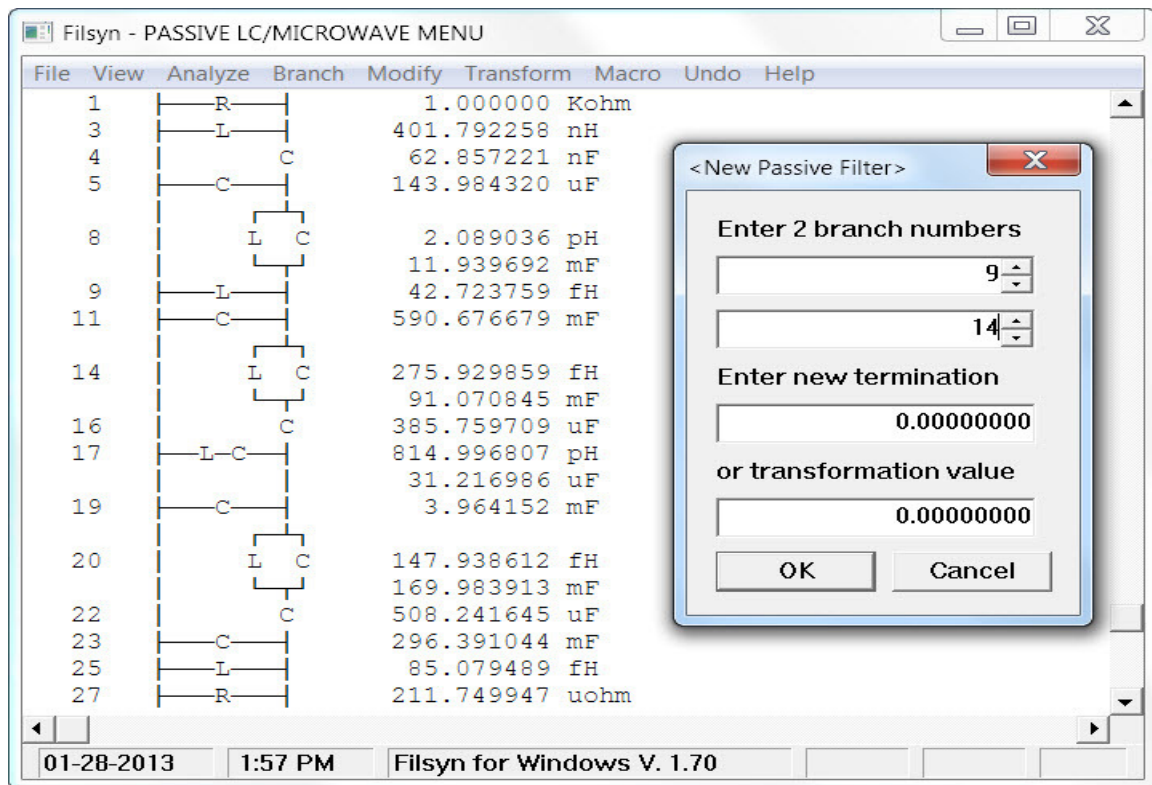 Filsyn - PASSIVE LC/MICROWAVE MENU
File View Analyze Branch Modify Transform Macro Undo Help
1 R 1.000000 Kohm
3 L 401.792258 nH
4 C 62.857221 nF
5 C 143.984320 uF
8 L C 2.089036 pH
11.939692 mF
9 L 42.723759 fH
11 C 590.676679 mF
14 L C 275.929859 fH
91.070845 mF
16 C 385.759709 uF
17 L-C 814.996807 pH
31.216986 uF
19 C 3.964152 mF
20 L C 147.938612 fH
169.983913 mF
22 C 508.241645 uF
23 C 296.391044 mF
25 L 85.079489 fH
27 R 211.749947 uohm
<New Passive Filter>
Enter 2 branch numbers
9
14
Enter new termination
0.00000000
or transformation value
0.00000000
OK Cancel
01-28-2013 1:57 PM Filsyn for Windows V. 1.70